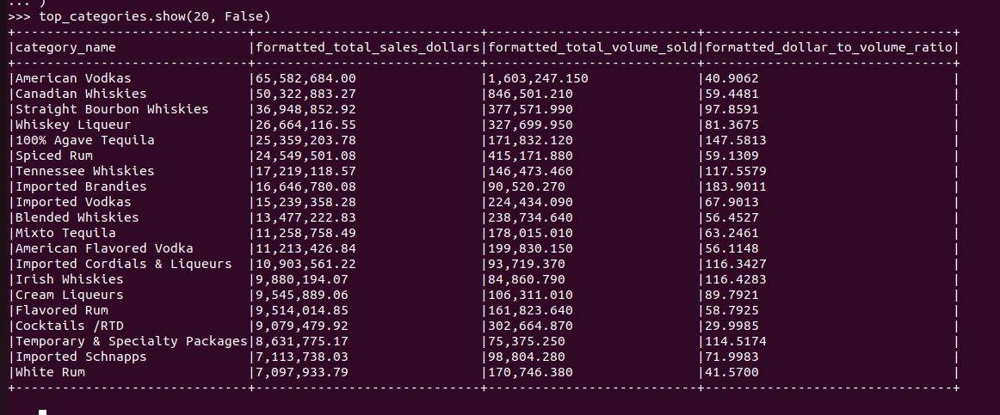 ... )
>>> top_categories.show(20, False)
+------------------------------+-----------------------------+---------------------------+--------------------------------+
|category_name                 |formatted_total_sales_dollars|formatted_total_volume_sold|formatted_dollar_to_volume_ratio|
+------------------------------+-----------------------------+---------------------------+--------------------------------+
|American Vodkas               |65,582,684.00                |1,603,247.150              |40.9062                         |
|Canadian Whiskies             |50,322,883.27                |846,501.210                |59.4481                         |
|Straight Bourbon Whiskies     |36,948,852.92                |377,571.990                |97.8591                         |
|Whiskey Liqueur               |26,664,116.55                |327,699.950                |81.3675                         |
|100% Agave Tequila            |25,359,203.78                |171,832.120                |147.5813                        |
|Spiced Rum                    |24,549,501.08                |415,171.880                |59.1309                         |
|Tennessee Whiskies            |17,219,118.57                |146,473.460                |117.5579                        |
|Imported Brandies             |16,646,780.08                |90,520.270                 |183.9011                        |
|Imported Vodkas               |15,239,358.28                |224,434.090                |67.9013                         |
|Blended Whiskies              |13,477,222.83                |238,734.640                |56.4527                         |
|Mixto Tequila                 |11,258,758.49                |178,015.010                |63.2461                         |
|American Flavored Vodka       |11,213,426.84                |199,830.150                |56.1148                         |
|Imported Cordials & Liqueurs  |10,903,561.22                |93,719.370                 |116.3427                        |
|Irish Whiskies                |9,880,194.07                 |84,860.790                 |116.4283                        |
|Cream Liqueurs                |9,545,889.06                 |106,311.010                |89.7921                         |
|Flavored Rum                  |9,514,014.85                 |161,823.640                |58.7925                         |
|Cocktails /RTD                |9,079,479.92                 |302,664.870                |29.9985                         |
|Temporary & Specialty Packages|8,631,775.17                 |75,375.250                 |114.5174                        |
|Imported Schnapps             |7,113,738.03                 |98,804.280                 |71.9983                         |
|White Rum                     |7,097,933.79                 |170,746.380                |41.5700                         |
+------------------------------+-----------------------------+---------------------------+--------------------------------+